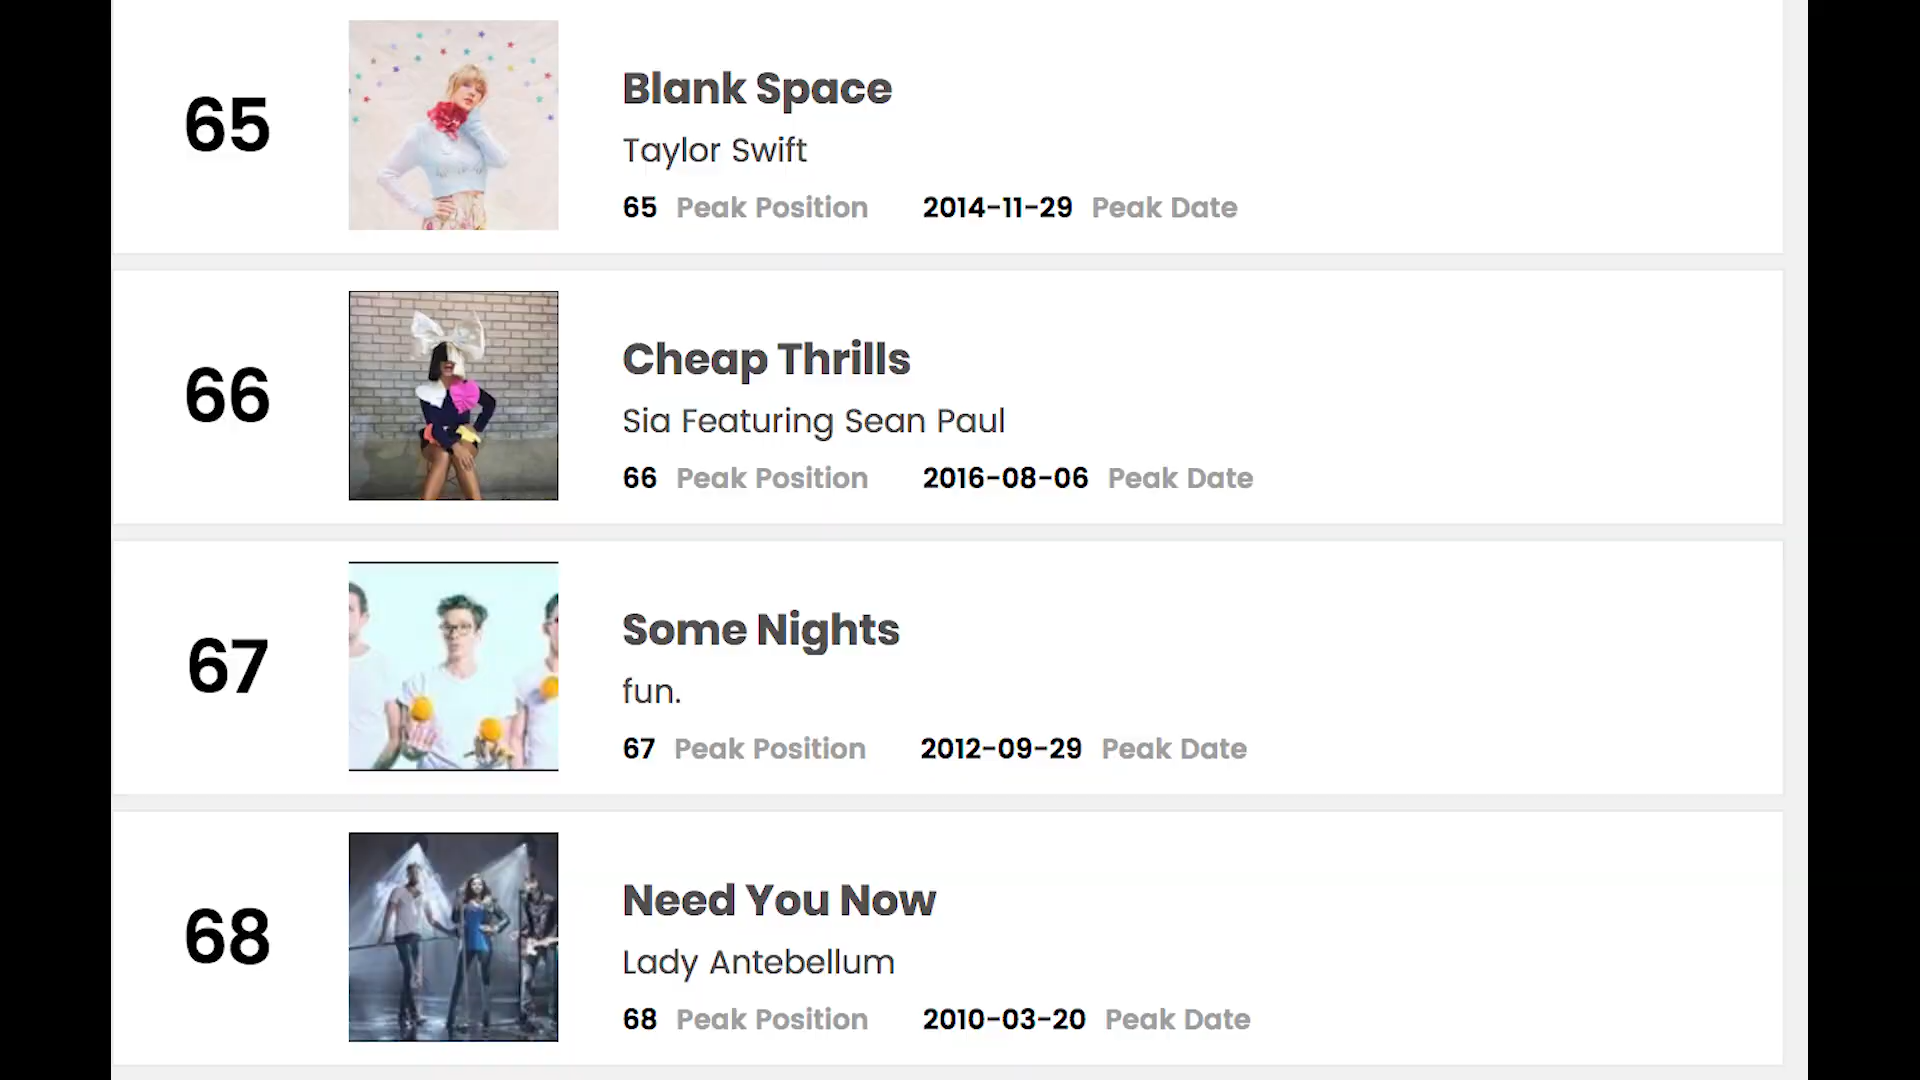 65
Blank Space
Taylor Swift
65 Peak Position 2014-11-29 Peak Date
66
Cheap Thrills
Sia Featuring Sean Paul
66 Peak Position 2016-08-06 Peak Date
67
Some Nights
fun.
67 Peak Position 2012-09-29 Peak Date
68
Need You Now
Lady Antebellum
68 Peak Position 2010-03-20 Peak Date